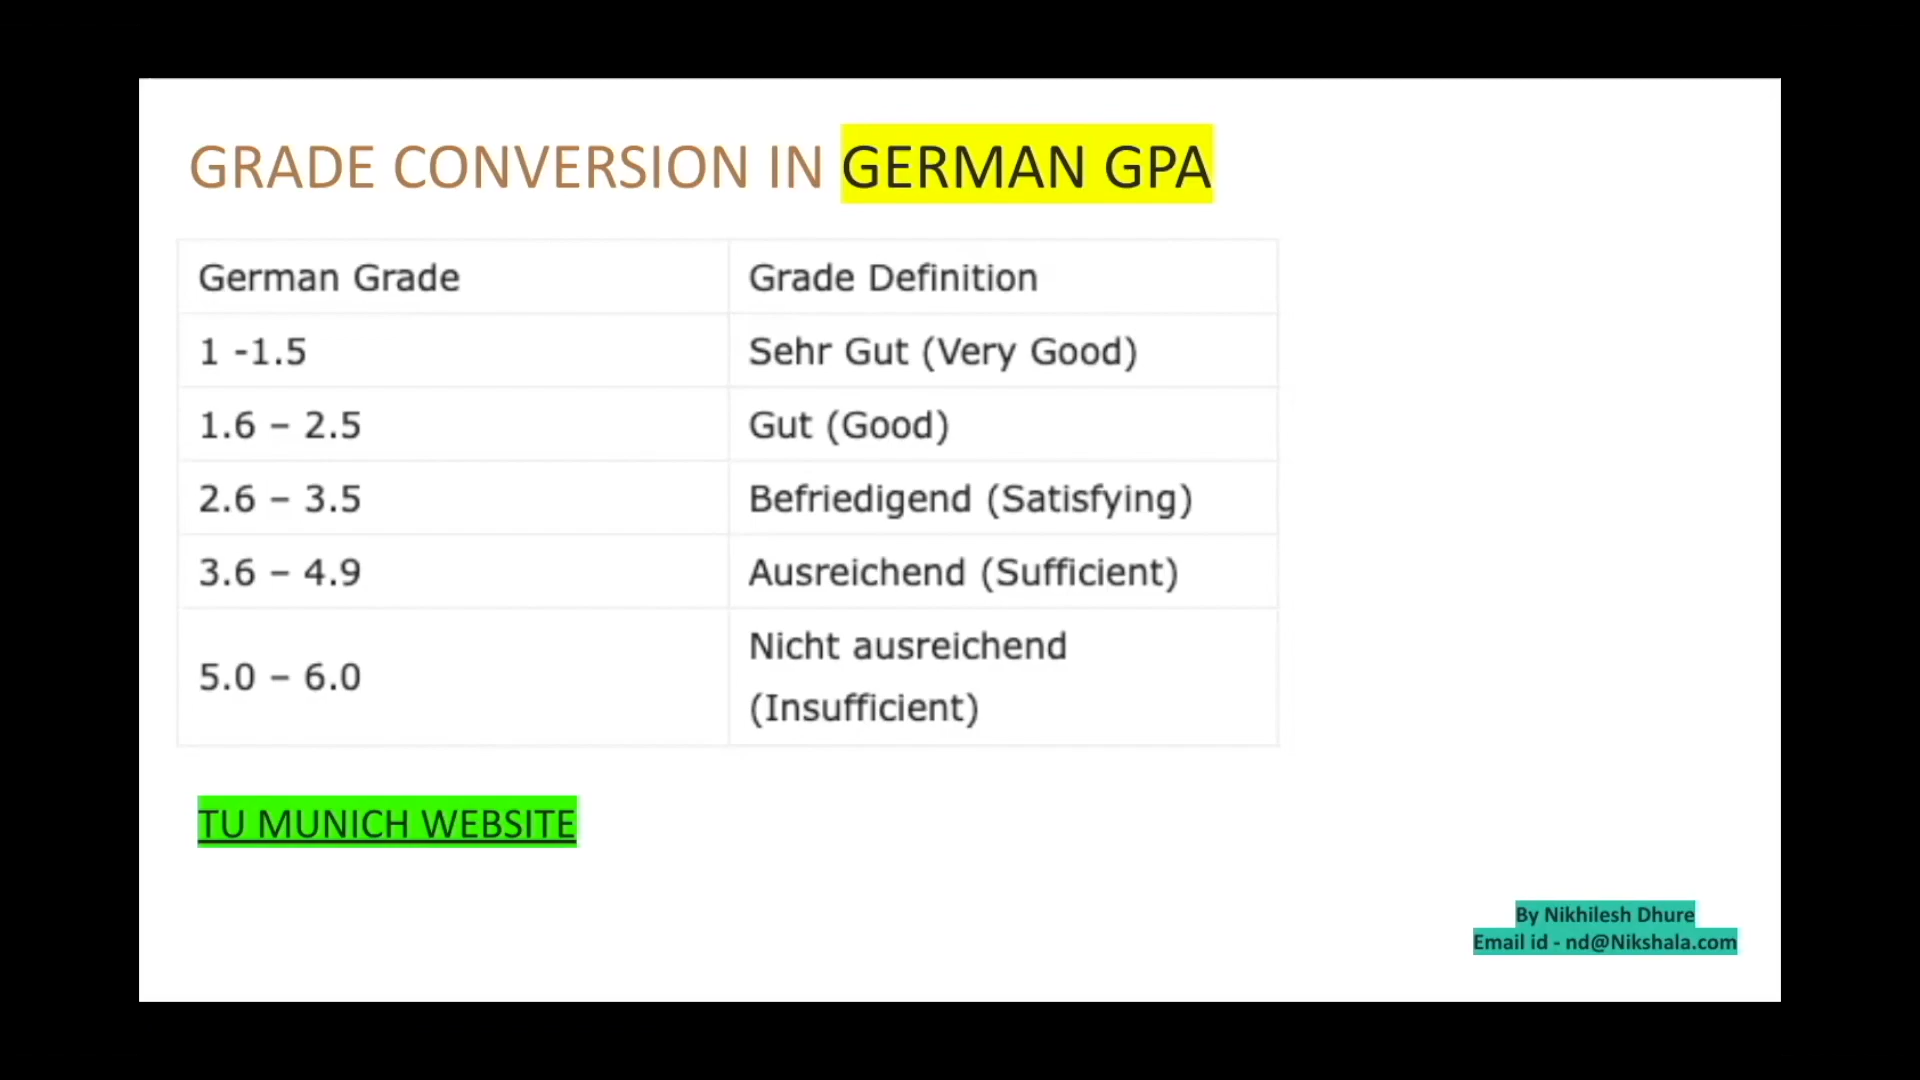 GRADE CONVERSION IN GERMAN GPA
German Grade Grade Definition
1 -1.5 Sehr Gut (Very Good)
1.6 – 2.5 Gut (Good)
2.6 – 3.5 Befriedigend (Satisfying)
3.6 – 4.9 Ausreichend (Sufficient)
5.0 – 6.0 Nicht ausreichend
(Insufficient)
TU MUNICH WEBSITE
By Nikhilesh Dhure
Email id - nd@Nikshala.com